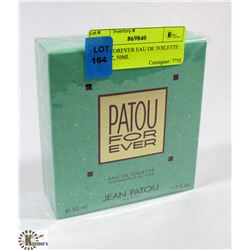 Lot # Inventory #
LOT 869840
164
FOREVER EAU DE TOILETTE
50ML
Consignor: 7755
PATOU
FOR
EVER
EAU DE TOILETTE
JEAN PATOU
PARIS
e 50 ml 1.7 fl. oz.
Kastner's